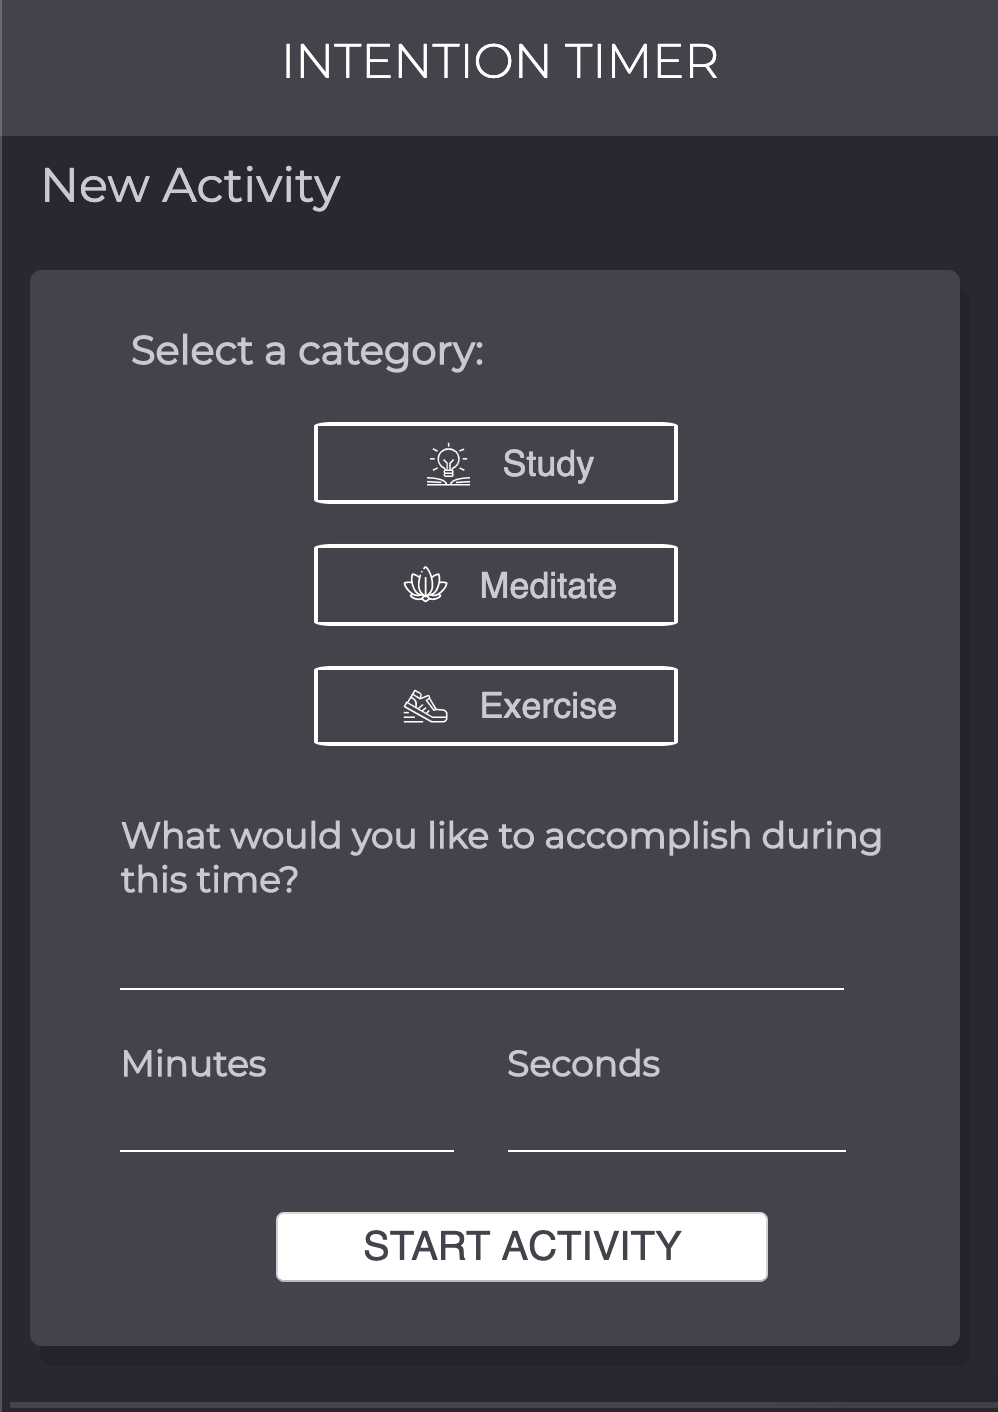 INTENTION TIMER
New Activity
Select a category:
Study
Meditate
Exercise
What would you like to accomplish during
this time?
Minutes
Seconds
START ACTIVITY